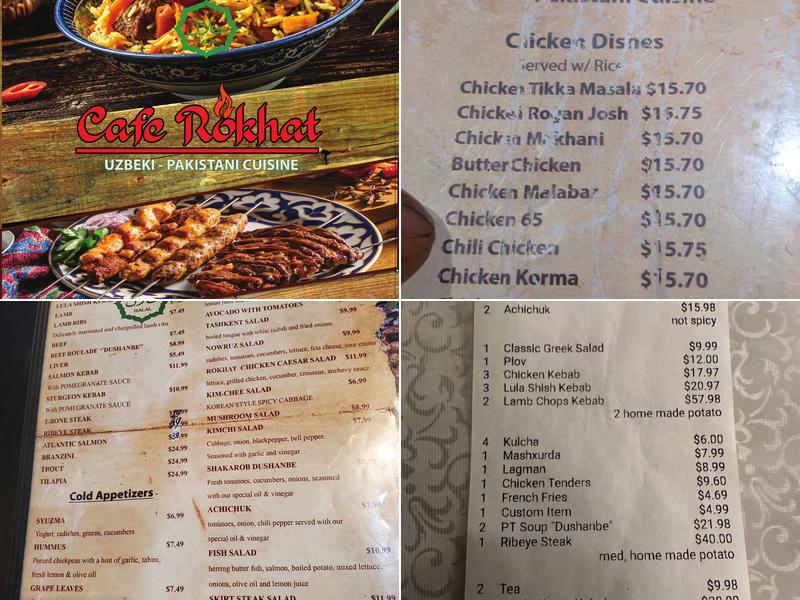 Cafe Rokhat
UZBEKI - PAKISTANI CUISINE
Pakistani Cuisine
Chicken Dishes
Served w/ Rice
Chicken Tikka Masala $15.70
Chicken Rogan Josh $15.75
Chicken Makhani $15.70
Butter Chicken $15.70
Chicken Malabar $15.70
Chicken 65 $15.70
Chili Chicken $15.75
Chicken Korma $15.70
HALAL
LULA SHISH KEBAB
LAMB $7.49
LAMB RIBS
Delicately marinated and chargrilled lamb ribs
BEEF $7.49
BEEF ROULADE "DUSHANBE" $8.99
LIVER $5.49
SALMON KEBAB $11.99
With POMEGRANATE SAUCE
STURGEON KEBAB $10.99
With POMEGRANATE SAUCE
T-BONE STEAK
RIBEYE STEAK
ATLANTIC SALMON
BRANZINI $24.99
TROUT $24.99
TILAPIA $24.99
Cold Appetizers
SYUZMA $6.99
Yogurt, radishes, greens, cucumbers
HUMMUS $7.49
Pureed chickpeas with a hint of garlic, tahini,
fresh lemon & olive oil
GRAPE LEAVES $7.49
AVOCADO WITH TOMATOES
TASHKENT SALAD $9.99
boiled tongue with white radish and fried onions
NOWRUZ SALAD $9.99
radishes, tomatoes, cucumbers, lettuce, feta cheese, sour cream
ROKHAT CHICKEN CAESAR SALAD $11.99
lettuce, grilled chicken, cucumber, croutons, anchovy sauce
KIM-CHEE SALAD $6.99
KOREAN STYLE SPICY CABBAGE
MUSHROOM SALAD $8.99
KIMCHI SALAD $7.99
Cabbage, onion, blackpepper, bell pepper.
Seasoned with garlic and vinegar
SHAKAROB DUSHANBE
Fresh tomatoes, cucumbers, onions, seasoned
with our special oil & vinegar
ACHICHUK
tomatoes, onion, chili pepper served with our
special oil & vinegar
FISH SALAD $10.99
herring butter fish, salmon, boiled potato, mixed lettuce,
onions, olive oil and lemon juice
SKIRT STEAK SALAD $11.99
2 Achichuk $15.98
not spicy
1 Classic Greek Salad $9.99
1 Plov $12.00
3 Chicken Kebab $17.97
3 Lula Shish Kebab $20.97
2 Lamb Chops Kebab $57.98
2 home made potato
4 Kulcha $6.00
1 Mashxurda $7.99
1 Lagman $8.99
1 Chicken Tenders $9.60
1 French Fries $4.69
1 Custom Item $4.99
2 PT Soup "Dushanbe" $21.98
1 Ribeye Steak $40.00
med, home made potato
2 Tea $9.98